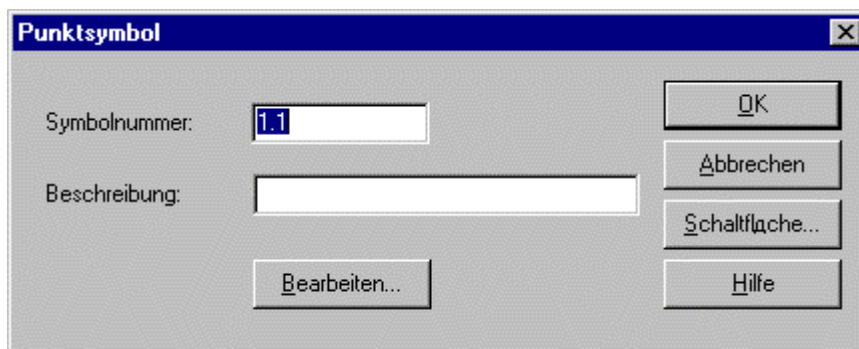 Punktsymbol
Symbolnummer: 1.1
OK
Abbrechen
Beschreibung:
Schaltfläche...
Bearbeiten...
Hilfe